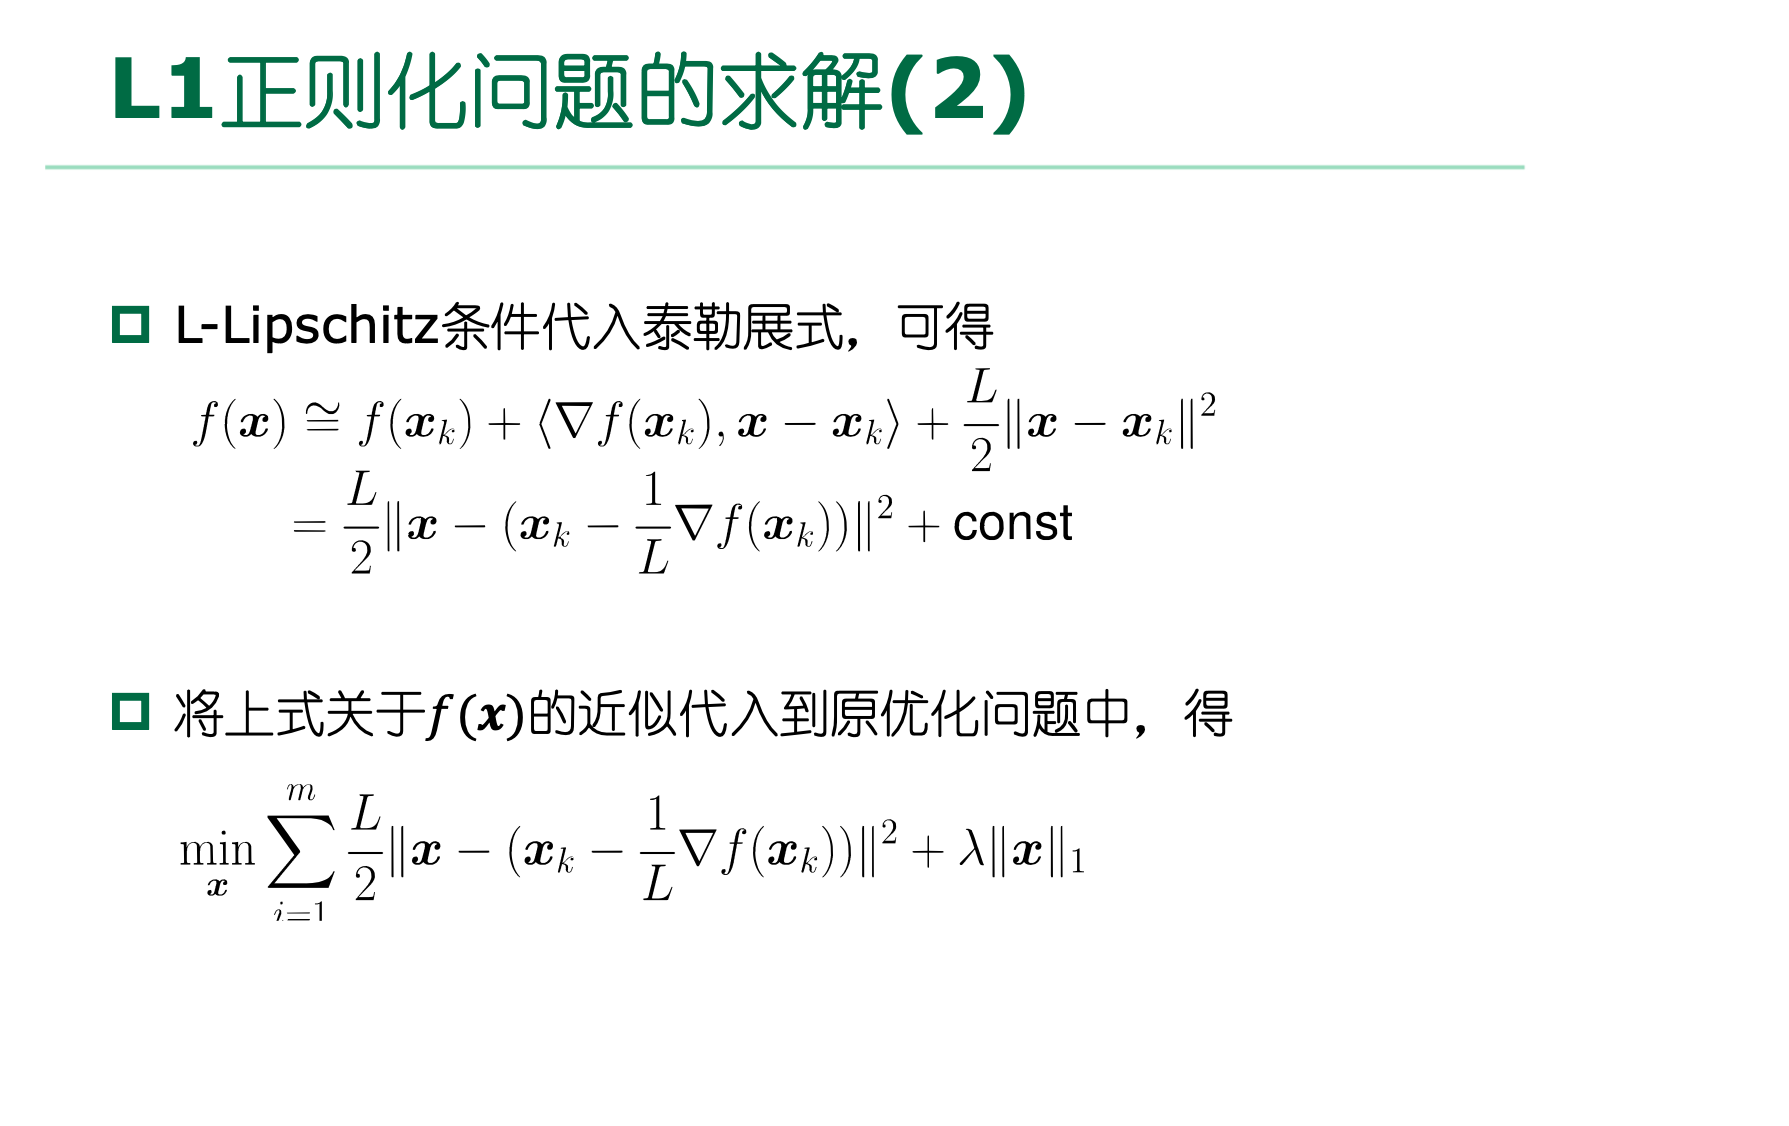 L1正则化问题的求解(2)
L-Lipschitz条件代入泰勒展式，可得
$f(\boldsymbol{x}) \cong f(\boldsymbol{x}_k) + \langle \nabla f(\boldsymbol{x}_k), \boldsymbol{x} - \boldsymbol{x}_k \rangle + \frac{L}{2} \| \boldsymbol{x} - \boldsymbol{x}_k \|^2$
$= \frac{L}{2} \| \boldsymbol{x} - (\boldsymbol{x}_k - \frac{1}{L} \nabla f(\boldsymbol{x}_k)) \|^2 + \text{const}$
将上式关于f(x)的近似代入到原优化问题中，得
$\min_{\boldsymbol{x}} \sum_{i=1}^{m} \frac{L}{2} \| \boldsymbol{x} - (\boldsymbol{x}_k - \frac{1}{L} \nabla f(\boldsymbol{x}_k)) \|^2 + \lambda \| \boldsymbol{x} \|_1$